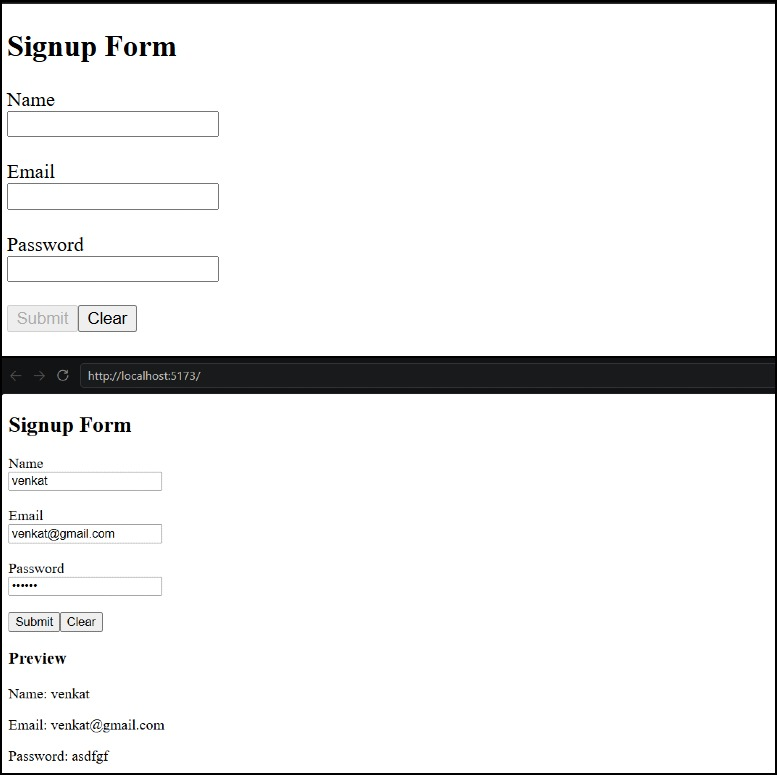 Signup Form
Name
Email
Password
Submit Clear
http://localhost:5173/
Signup Form
Name
venkat
Email
venkat@gmail.com
Password
••••••
Submit Clear
Preview
Name: venkat
Email: venkat@gmail.com
Password: asdfgf